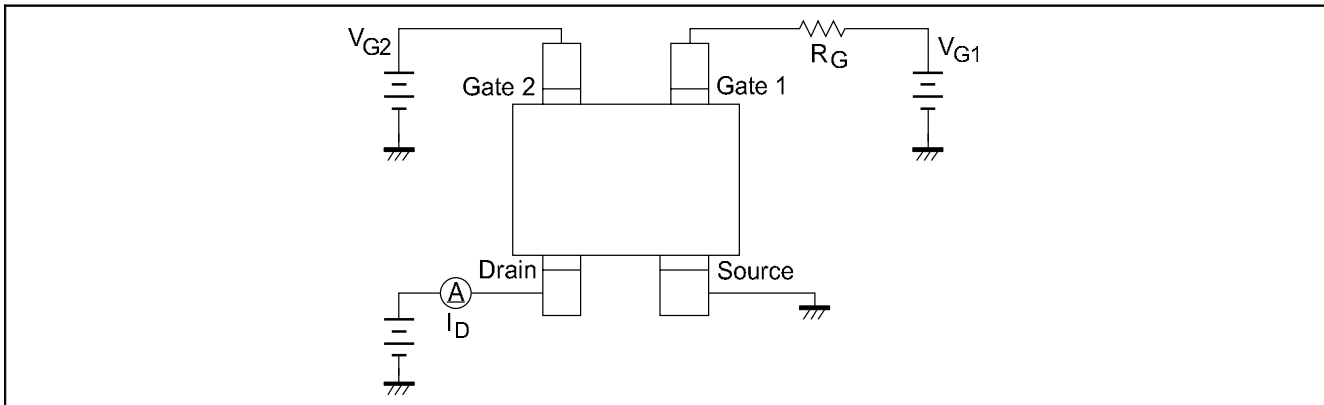 VG2
RG
VG1
Gate 2
Gate 1
Drain
Source
A
ID